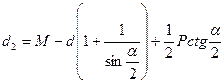 d₂ = M − d(1 + 1/sin α/2) ÷ 1/2 Pctg α/2